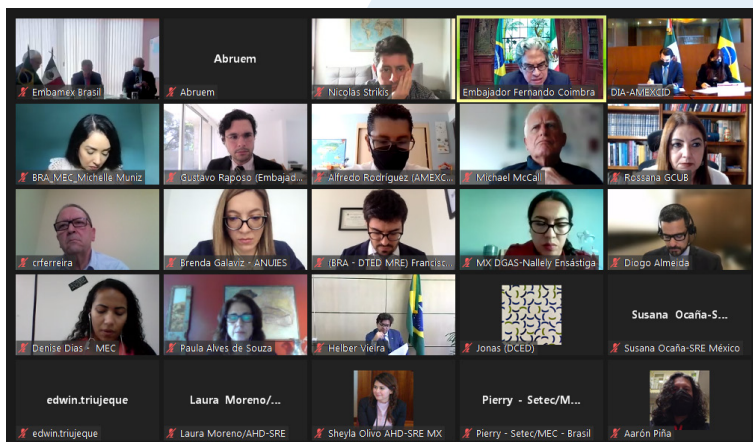 Embamex Brasil
Abruem
Abruem
Nicolas Strikis
Embajador Fernando Coimbra
DIA-AMEXCID
BRA_MEC_Michelle Muniz
Gustavo Raposo (Embajad...
Alfredo Rodríguez (AMEXC...
Michael McCall
Rossana GCUB
crferreira
Brenda Galaviz - ANUIES
(BRA - DTED MRE) Francisc...
MX DGAS-Nallely Ensástiga
Diogo Almeida
Denise Dias - MEC
Paula Alves de Souza
Helber Vieira
Jonas (DCED)
Susana Ocaña-S...
Susana Ocaña-SRE México
edwin.triujeque
Laura Moreno/...
Pierry - Setec/M...
edwin.triujeque
Laura Moreno/AHD-SRE
Sheyla Olivo AHD-SRE MX
Pierry - Setec/MEC - Brasil
Aarón Piña